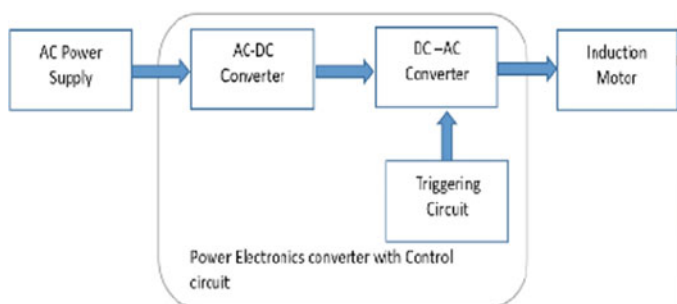 AC Power
Supply
AC-DC
Converter
DC –AC
Converter
Induction
Motor
Triggering
Circuit
Power Electronics converter with Control
circuit